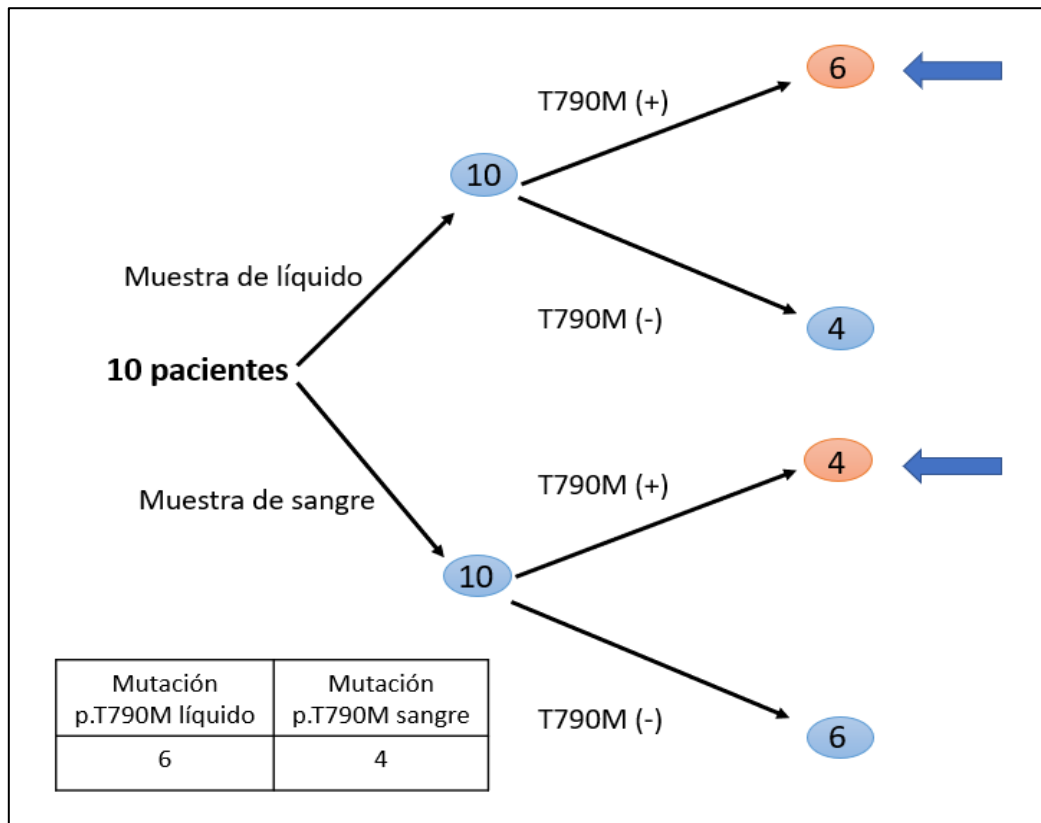 6
T790M (+)
10
Muestra de líquido
T790M (-)
4
10 pacientes
4
T790M (+)
Muestra de sangre
10
Mutación
p.T790M líquido
Mutación
p.T790M sangre
6
4
T790M (-)
6